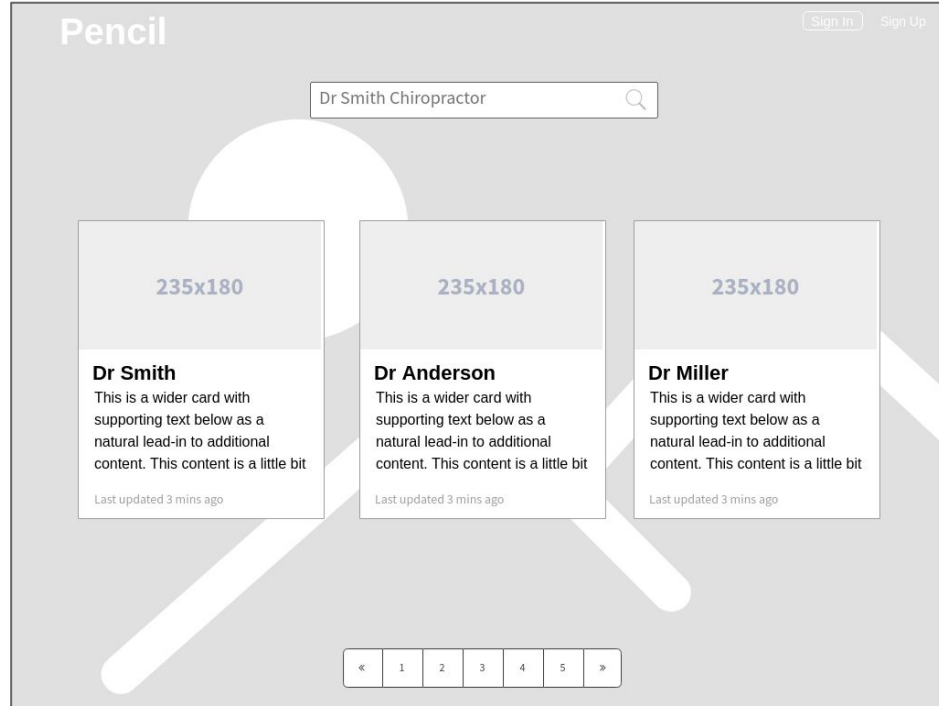 Pencil
Sign In
Sign Up
Dr Smith Chiropractor
235x180
235x180
235x180
Dr Smith
This is a wider card with
supporting text below as a
natural lead-in to additional
content. This content is a little bit
Last updated 3 mins ago
Dr Anderson
This is a wider card with
supporting text below as a
natural lead-in to additional
content. This content is a little bit
Last updated 3 mins ago
Dr Miller
This is a wider card with
supporting text below as a
natural lead-in to additional
content. This content is a little bit
Last updated 3 mins ago
« 1 2 3 4 5 »